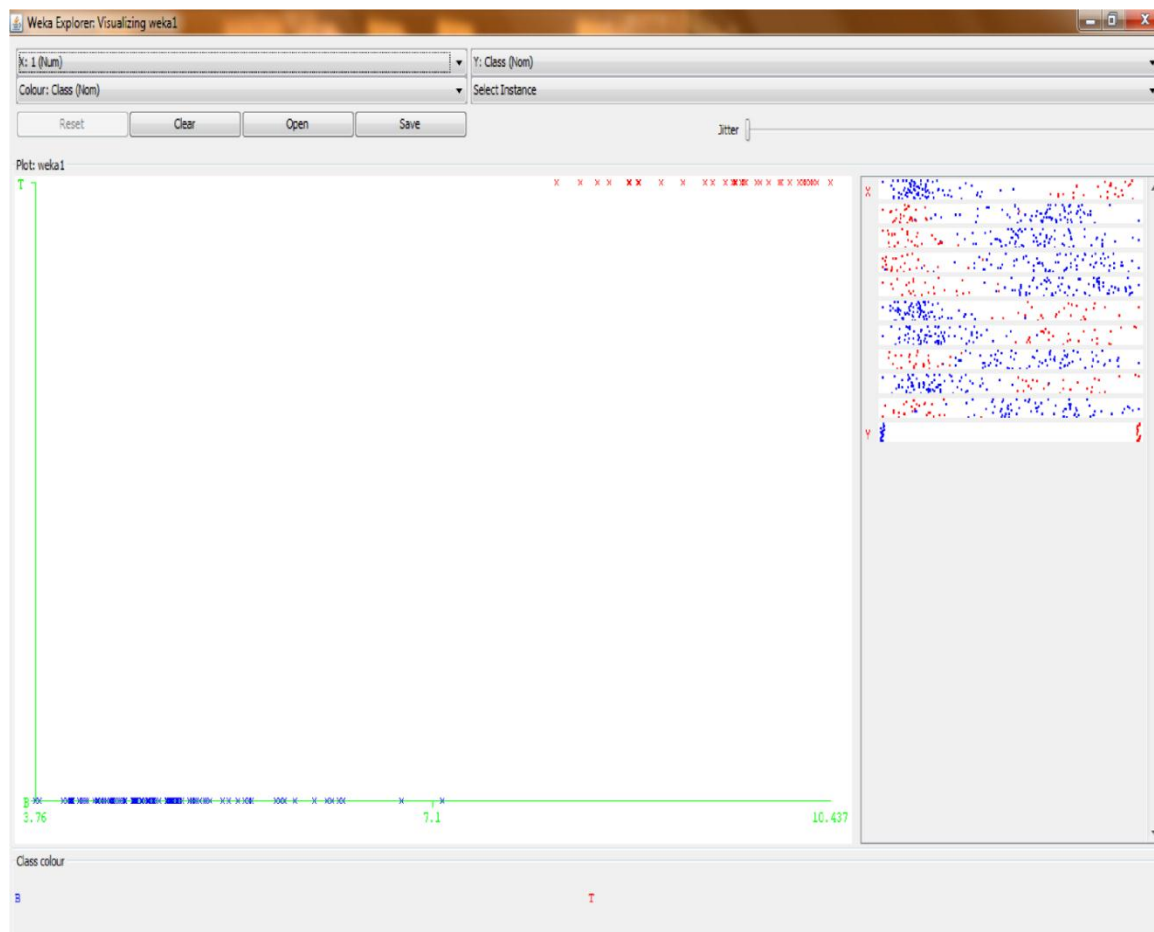 Weka Explorer: Visualizing weka1
X: 1 (Num) Y: Class (Nom)
Colour: Class (Nom) Select Instance
Reset Clear Open Save Jitter
Plot: weka1
T
X
Y
B
3.76 7.1 10.437
Class colour
B T